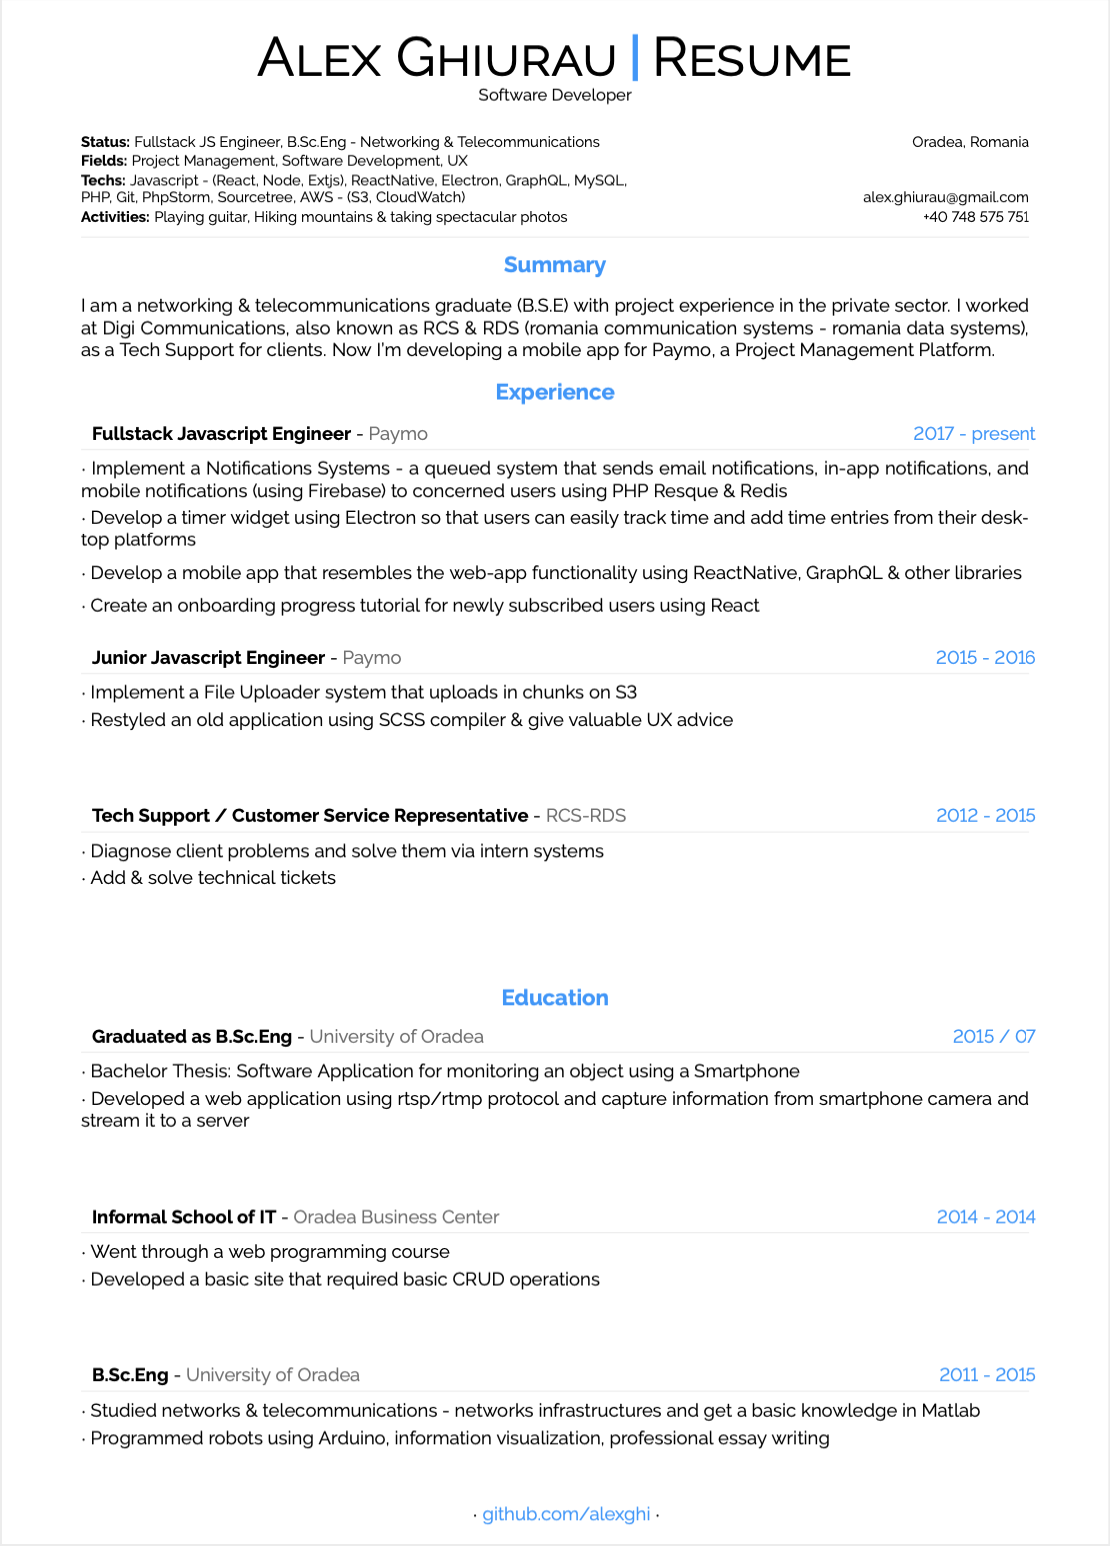 ALEX GHIURAU | RESUME
Software Developer
Status: Fullstack JS Engineer, B.Sc.Eng - Networking & Telecommunications
Oradea, Romania
Fields: Project Management, Software Development, UX
Techs: Javascript - (React, Node, Extjs), ReactNative, Electron, GraphQL, MySQL,
PHP, Git, PhpStorm, Sourcetree, AWS - (S3, CloudWatch)
alex.ghiurau@gmail.com
Activities: Playing guitar, Hiking mountains & taking spectacular photos
+40 748 575 751
Summary
I am a networking & telecommunications graduate (B.S.E) with project experience in the private sector. I worked
at Digi Communications, also known as RCS & RDS (romania communication systems - romania data systems),
as a Tech Support for clients. Now I'm developing a mobile app for Paymo, a Project Management Platform.
Experience
Fullstack Javascript Engineer - Paymo
2017 - present
· Implement a Notifications Systems - a queued system that sends email notifications, in-app notifications, and
mobile notifications (using Firebase) to concerned users using PHP Resque & Redis
· Develop a timer widget using Electron so that users can easily track time and add time entries from their desk-
top platforms
· Develop a mobile app that resembles the web-app functionality using ReactNative, GraphQL & other libraries
· Create an onboarding progress tutorial for newly subscribed users using React
Junior Javascript Engineer - Paymo
2015 - 2016
· Implement a File Uploader system that uploads in chunks on S3
· Restyled an old application using SCSS compiler & give valuable UX advice
Tech Support / Customer Service Representative - RCS-RDS
2012 - 2015
· Diagnose client problems and solve them via intern systems
· Add & solve technical tickets
Education
Graduated as B.Sc.Eng - University of Oradea
2015 / 07
· Bachelor Thesis: Software Application for monitoring an object using a Smartphone
· Developed a web application using rtsp/rtmp protocol and capture information from smartphone camera and
stream it to a server
Informal School of IT - Oradea Business Center
2014 - 2014
· Went through a web programming course
· Developed a basic site that required basic CRUD operations
B.Sc.Eng - University of Oradea
2011 - 2015
· Studied networks & telecommunications - networks infrastructures and get a basic knowledge in Matlab
· Programmed robots using Arduino, information visualization, professional essay writing
· github.com/alexghi ·